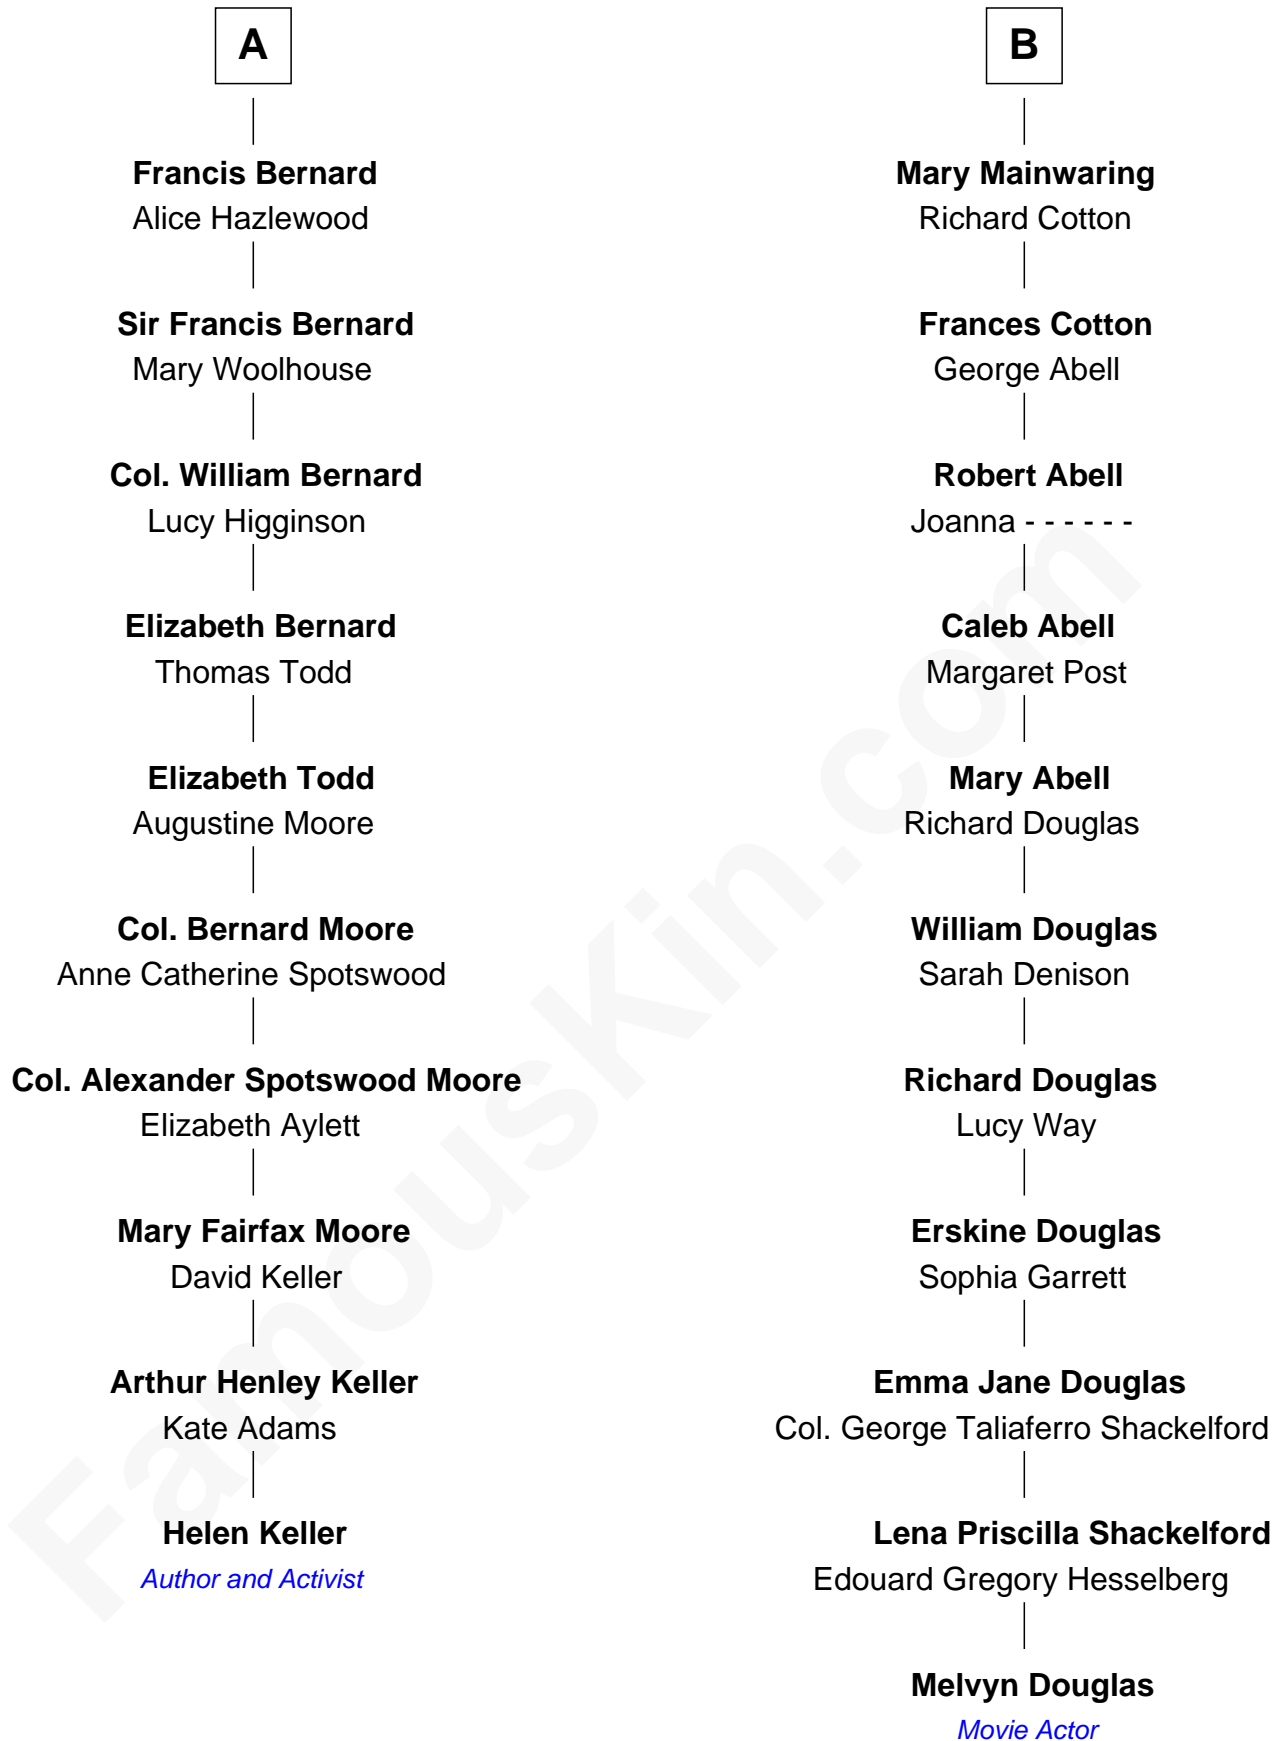 A
Francis Bernard
Alice Hazlewood
Sir Francis Bernard
Mary Woolhouse
Col. William Bernard
Lucy Higginson
Elizabeth Bernard
Thomas Todd
Elizabeth Todd
Augustine Moore
Col. Bernard Moore
Anne Catherine Spotswood
Col. Alexander Spotswood Moore
Elizabeth Aylett
Mary Fairfax Moore
David Keller
Arthur Henley Keller
Kate Adams
Helen Keller
Author and Activist
B
Mary Mainwaring
Richard Cotton
Frances Cotton
George Abell
Robert Abell
Joanna - - - - - -
Caleb Abell
Margaret Post
Mary Abell
Richard Douglas
William Douglas
Sarah Denison
Richard Douglas
Lucy Way
Erskine Douglas
Sophia Garrett
Emma Jane Douglas
Col. George Taliaferro Shackelford
Lena Priscilla Shackelford
Edouard Gregory Hesselberg
Melvyn Douglas
Movie Actor
FamousKin.com